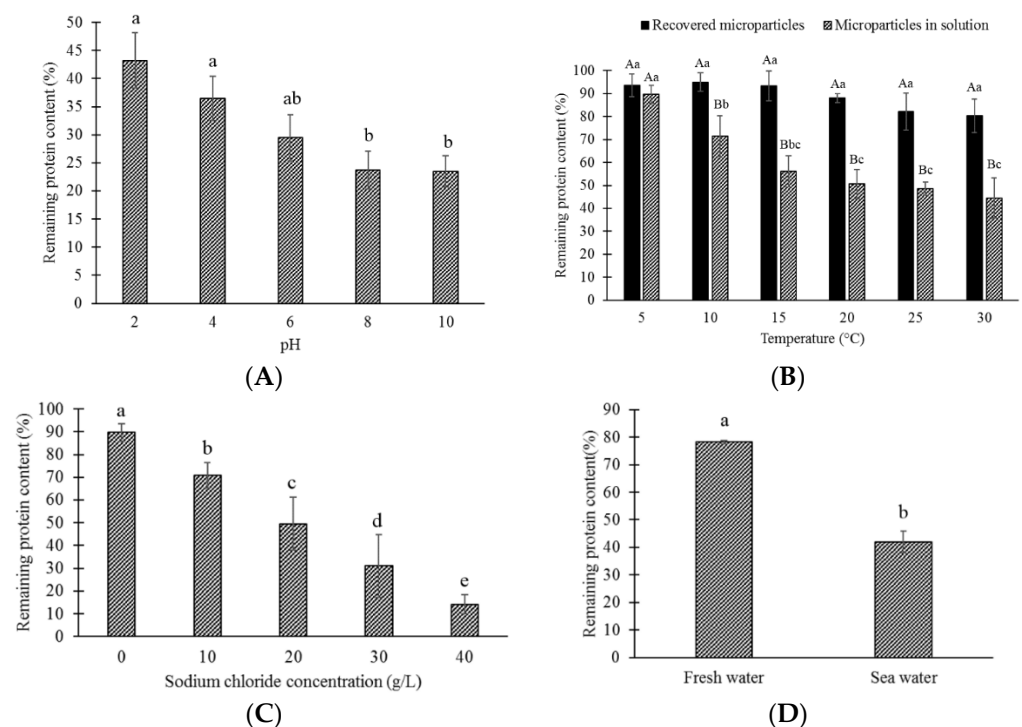 Remaining protein content (%)
50
45
40
35
30
25
20
15
10
5
0
a
a
ab
b
b
2 4 6 8 10
pH
(A)
Recovered microparticles Microparticles in solution
Remaining protein content (%)
100
90
80
70
60
50
40
30
20
10
0
Aa Aa Aa Bb Aa Bbc Aa Bc Aa Bc Aa Bc
5 10 15 20 25 30
Temperature (°C)
(B)
Remaining protein content (%)
100
90
80
70
60
50
40
30
20
10
0
a
b
c
d
e
0 10 20 30 40
Sodium chloride concentration (g/L)
(C)
Remaining protein content(%)
90
80
70
60
50
40
30
20
10
0
a
b
Fresh water Sea water
(D)